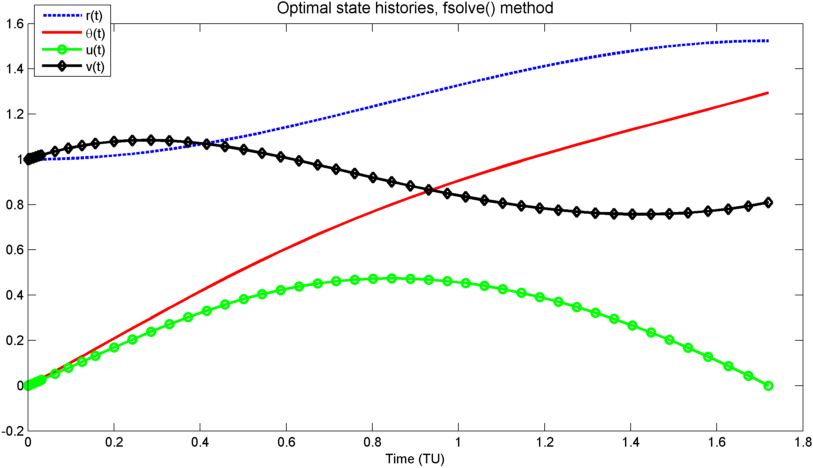 Optimal state histories, fsolve() method
r(t)
θ(t)
u(t)
v(t)
1.6
1.4
1.2
1
0.8
0.6
0.4
0.2
0
-0.2
0 0.2 0.4 0.6 0.8 1 1.2 1.4 1.6 1.8
Time (TU)